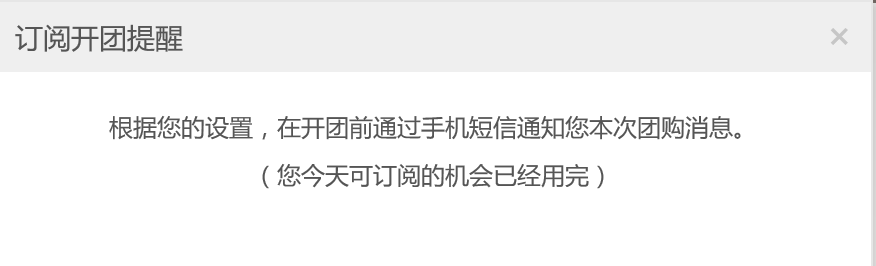 订阅开团提醒
根据您的设置，在开团前通过手机短信通知您本次团购消息。
（您今天可订阅的机会已经用完）